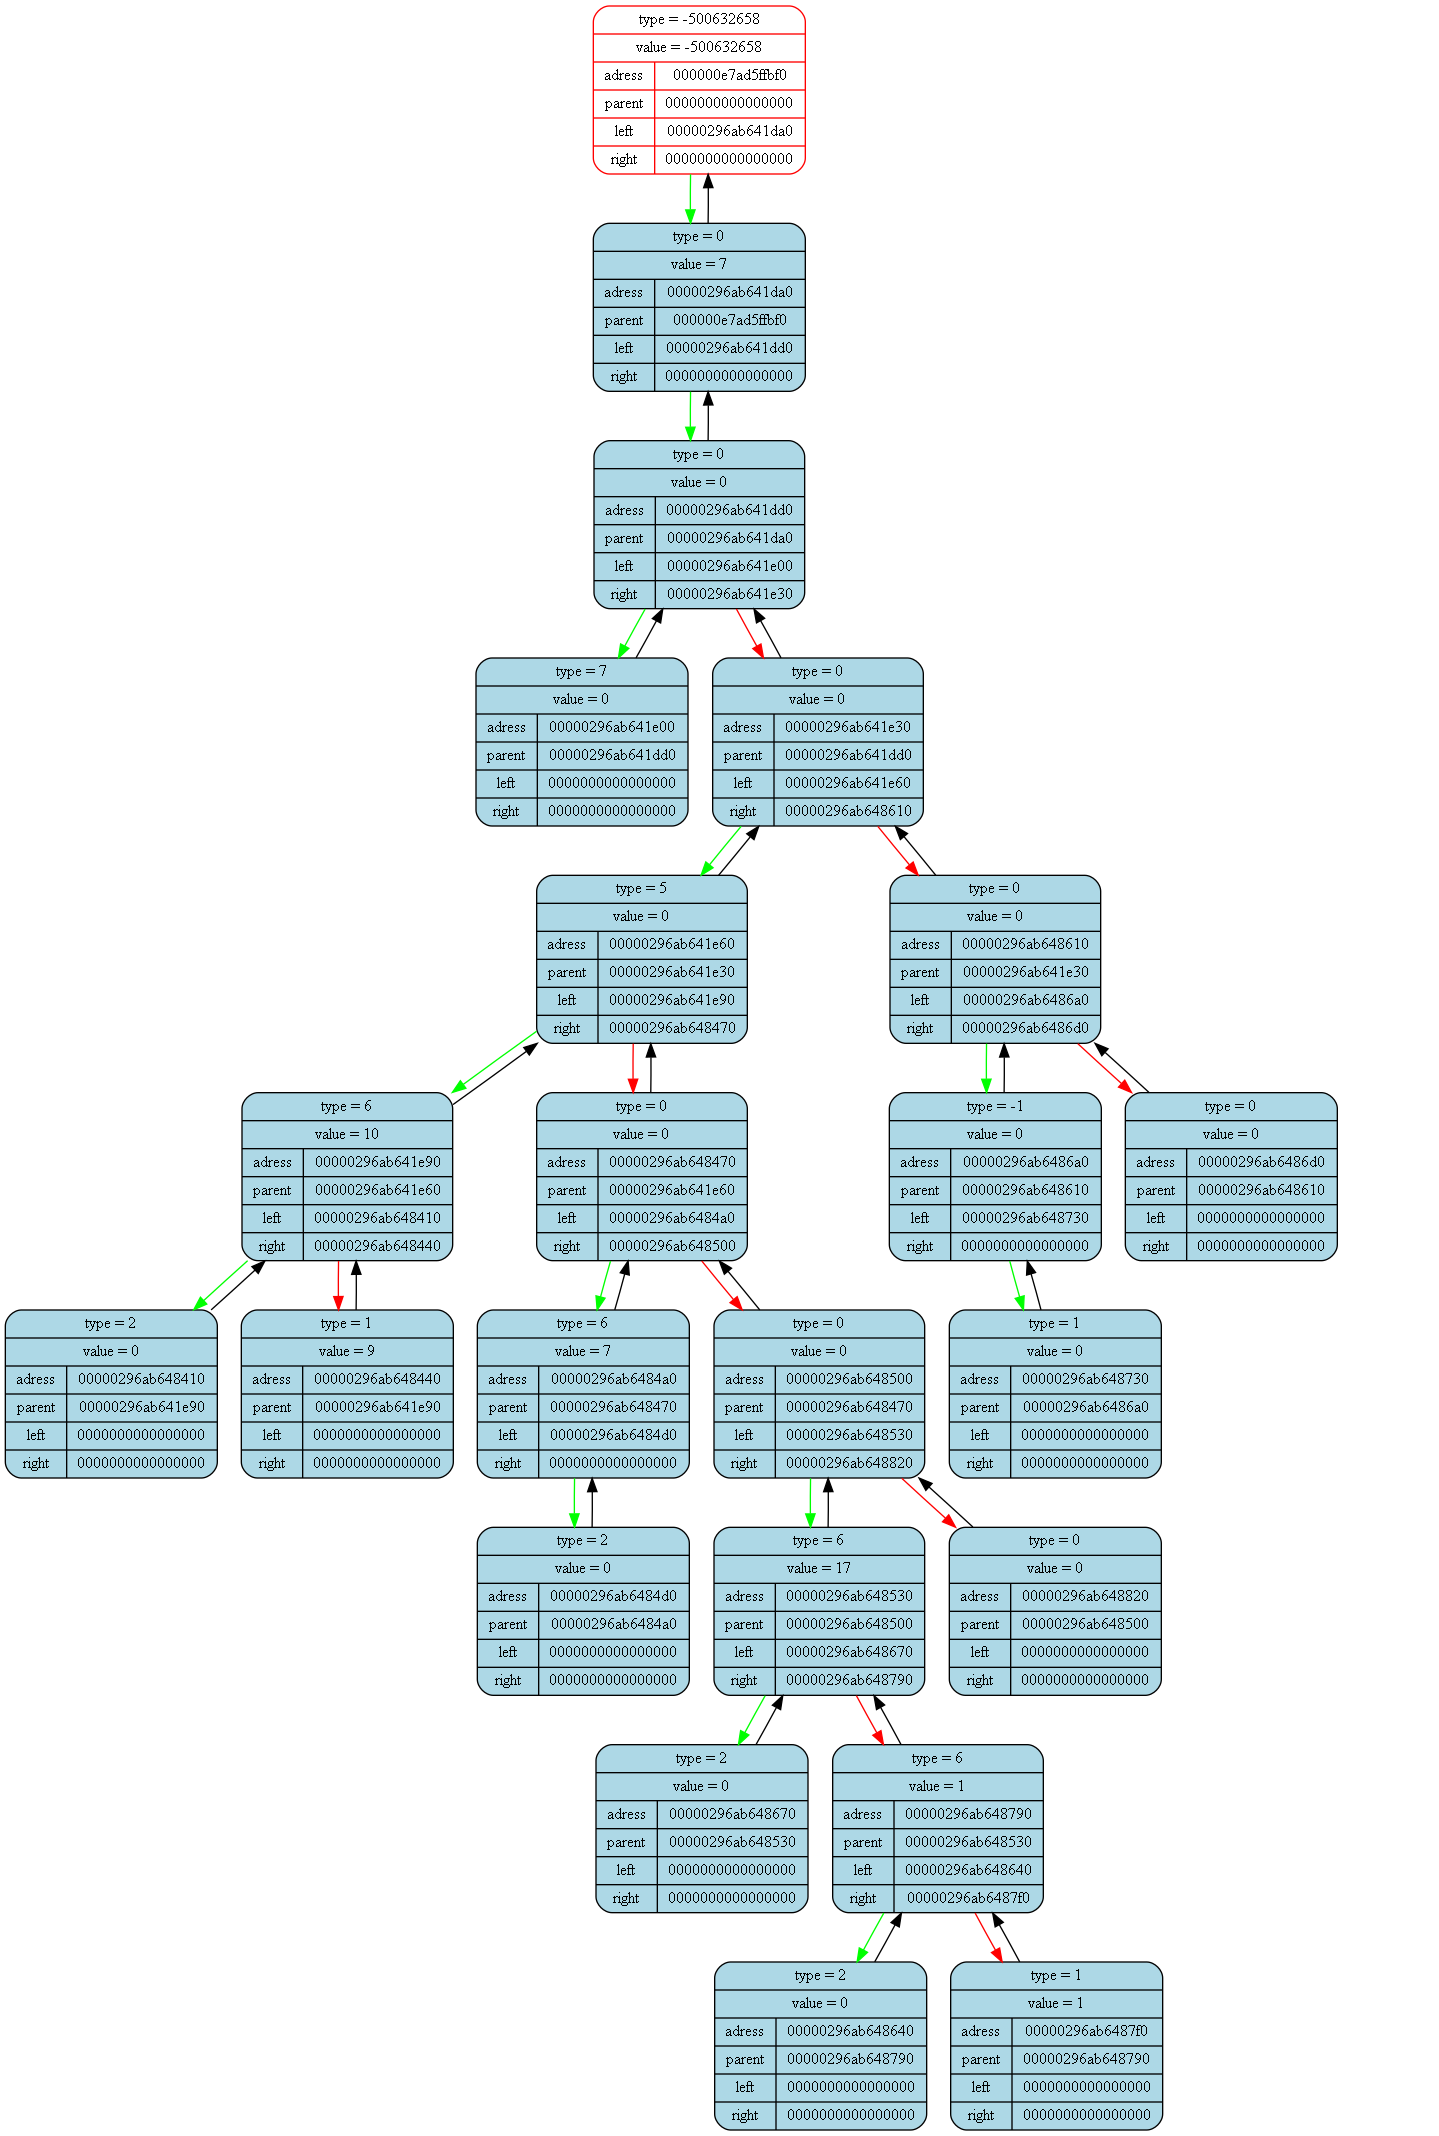 type = -500632658
value = -500632658
adress 000000e7ad5ffbf0
parent 0000000000000000
left 00000296ab641da0
right 0000000000000000
type = 0
value = 7
adress 00000296ab641da0
parent 000000e7ad5ffbf0
left 00000296ab641dd0
right 0000000000000000
type = 0
value = 0
adress 00000296ab641dd0
parent 00000296ab641da0
left 00000296ab641e00
right 00000296ab641e30
type = 7
value = 0
adress 00000296ab641e00
parent 00000296ab641dd0
left 0000000000000000
right 0000000000000000
type = 0
value = 0
adress 00000296ab641e30
parent 00000296ab641dd0
left 00000296ab641e60
right 00000296ab648610
type = 5
value = 0
adress 00000296ab641e60
parent 00000296ab641e30
left 00000296ab641e90
right 00000296ab648470
type = 0
value = 0
adress 00000296ab648610
parent 00000296ab641e30
left 00000296ab6486a0
right 00000296ab6486d0
type = 6
value = 10
adress 00000296ab641e90
parent 00000296ab641e60
left 00000296ab648410
right 00000296ab648440
type = 0
value = 0
adress 00000296ab648470
parent 00000296ab641e60
left 00000296ab6484a0
right 00000296ab648500
type = -1
value = 0
adress 00000296ab6486a0
parent 00000296ab648610
left 00000296ab648730
right 0000000000000000
type = 0
value = 0
adress 00000296ab6486d0
parent 00000296ab648610
left 0000000000000000
right 0000000000000000
type = 2
value = 0
adress 00000296ab648410
parent 00000296ab641e90
left 0000000000000000
right 0000000000000000
type = 1
value = 9
adress 00000296ab648440
parent 00000296ab641e90
left 0000000000000000
right 0000000000000000
type = 6
value = 7
adress 00000296ab6484a0
parent 00000296ab648470
left 00000296ab6484d0
right 0000000000000000
type = 0
value = 0
adress 00000296ab648500
parent 00000296ab648470
left 00000296ab648530
right 00000296ab648820
type = 1
value = 0
adress 00000296ab648730
parent 00000296ab6486a0
left 0000000000000000
right 0000000000000000
type = 2
value = 0
adress 00000296ab6484d0
parent 00000296ab6484a0
left 0000000000000000
right 0000000000000000
type = 6
value = 17
adress 00000296ab648530
parent 00000296ab648500
left 00000296ab648670
right 00000296ab648790
type = 0
value = 0
adress 00000296ab648820
parent 00000296ab648500
left 0000000000000000
right 0000000000000000
type = 2
value = 0
adress 00000296ab648670
parent 00000296ab648530
left 0000000000000000
right 0000000000000000
type = 6
value = 1
adress 00000296ab648790
parent 00000296ab648530
left 00000296ab648640
right 00000296ab6487f0
type = 2
value = 0
adress 00000296ab648640
parent 00000296ab648790
left 0000000000000000
right 0000000000000000
type = 1
value = 1
adress 00000296ab6487f0
parent 00000296ab648790
left 0000000000000000
right 0000000000000000